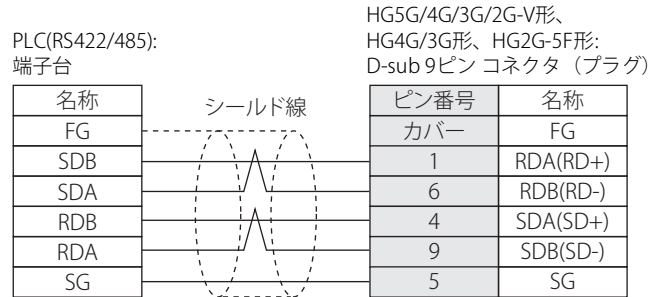 HG5G/4G/3G/2G-V形、
PLC(RS422/485): HG4G/3G形、HG2G-5F形:
端子台 D-sub 9ピン コネクタ（プラグ）
名称 シールド線 ピン番号 名称
FG カバー FG
SDB 1 RDA(RD+)
SDA 6 RDB(RD-)
RDB 4 SDA(SD+)
RDA 9 SDB(SD-)
SG 5 SG